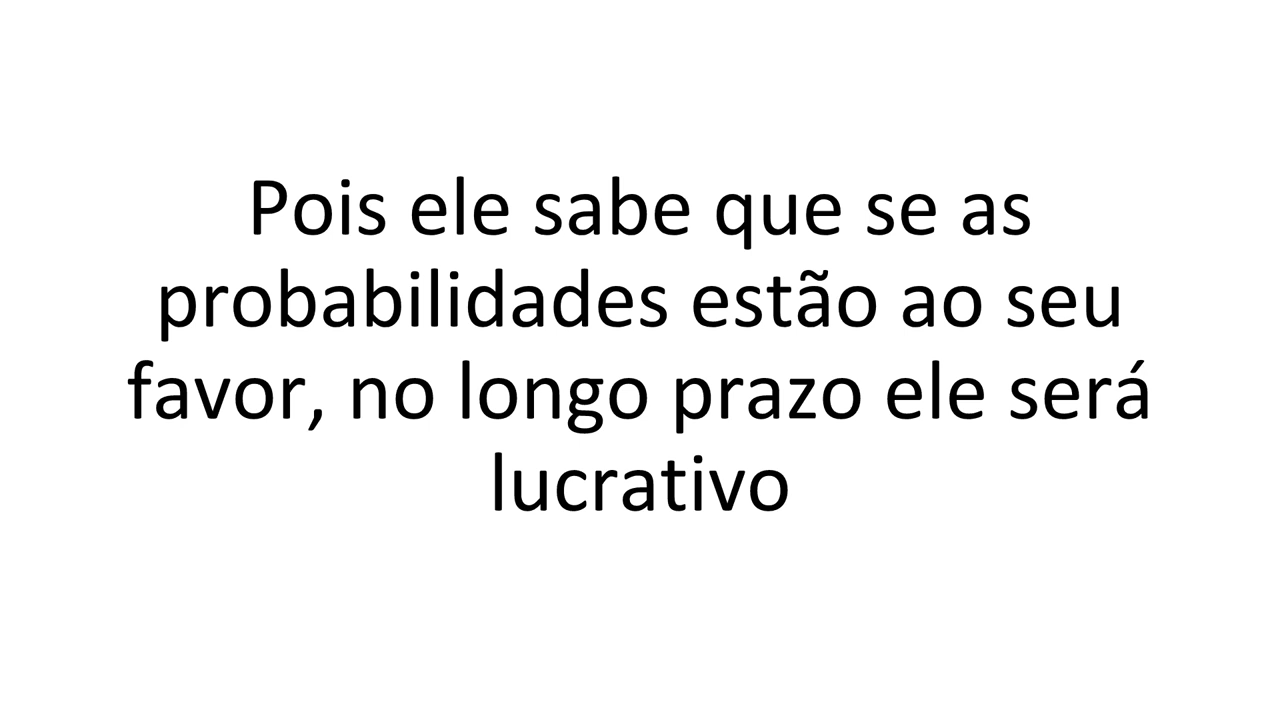 Pois ele sabe que se as
probabilidades estão ao seu
favor, no longo prazo ele será
lucrativo